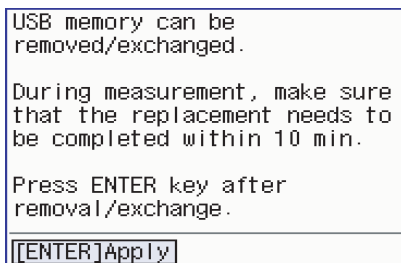 USB memory can be
removed/exchanged.
During measurement, make sure
that the replacement needs to
be completed within 10 min.
Press ENTER key after
removal/exchange.
[ENTER]Apply